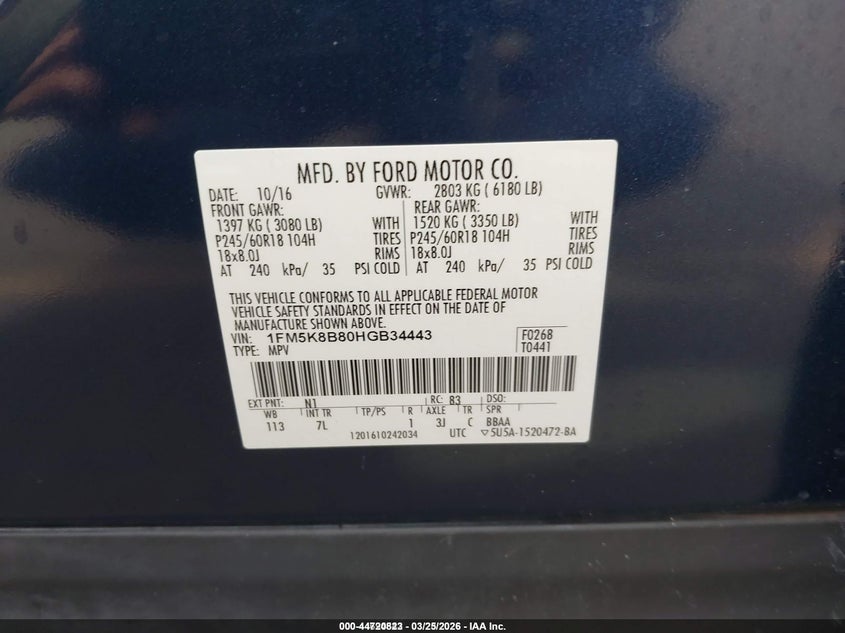 MFD. BY FORD MOTOR CO.
DATE: 10/16 GVWR: 2803 KG ( 6180 LB)
FRONT GAWR: REAR GAWR:
1397 KG ( 3080 LB) WITH 1520 KG ( 3350 LB) WITH
P245/60R18 104H TIRES P245/60R18 104H TIRES
18x8.0J RIMS 18x8.0J RIMS
AT 240 kPa/ 35 PSI COLD AT 240 kPa/ 35 PSI COLD
THIS VEHICLE CONFORMS TO ALL APPLICABLE FEDERAL MOTOR
VEHICLE SAFETY STANDARDS IN EFFECT ON THE DATE OF
MANUFACTURE SHOWN ABOVE.
VIN: 1FM5K8B80HGB34443 F0268
TYPE: MPV T0441
EXT PNT: N1 RC: 83 DSO:
WB INT TR TP/PS R AXLE TR SPR
113 7L 1 3J C BBAA
1201610242034 UTC ▽5U5A-1520472-BA
03/25/2026 - IAA Inc.